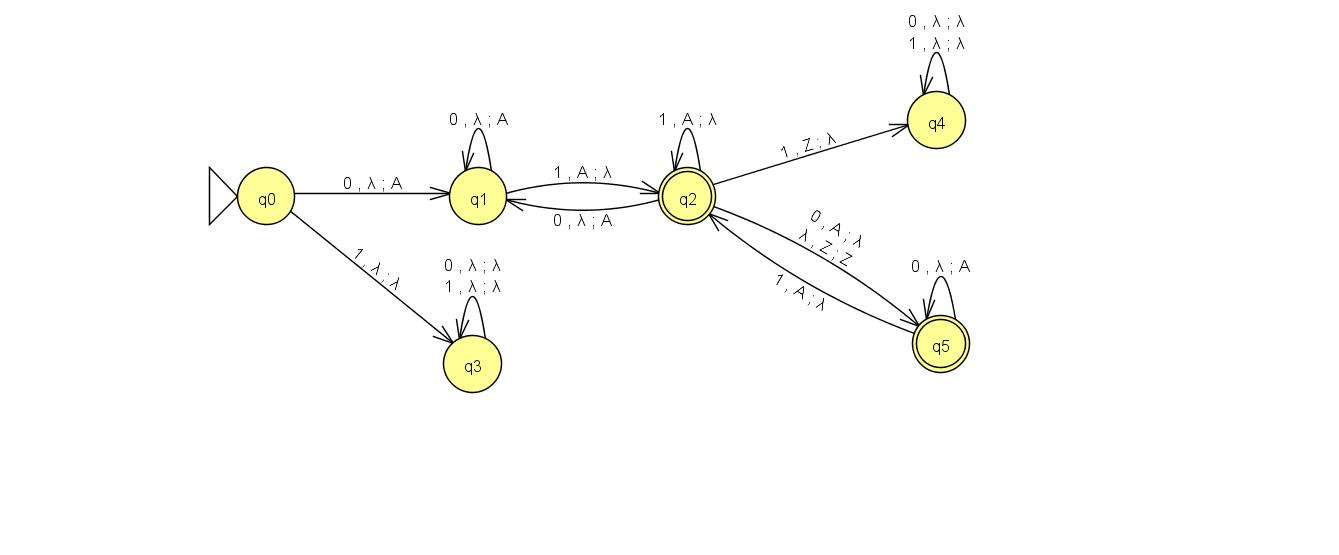 0 , λ ; λ
1 , λ ; λ
q4
0 , λ ; A
1 , A ; λ
1 , Z ; λ
0 , λ ; A
1 , A ; λ
q0
q1
q2
0 , λ ; A
0 , A ; λ
λ , Z ; Z
1 , λ ; λ
0 , λ ; λ
1 , λ ; λ
1 , A ; λ
0 , λ ; A
q3
q5